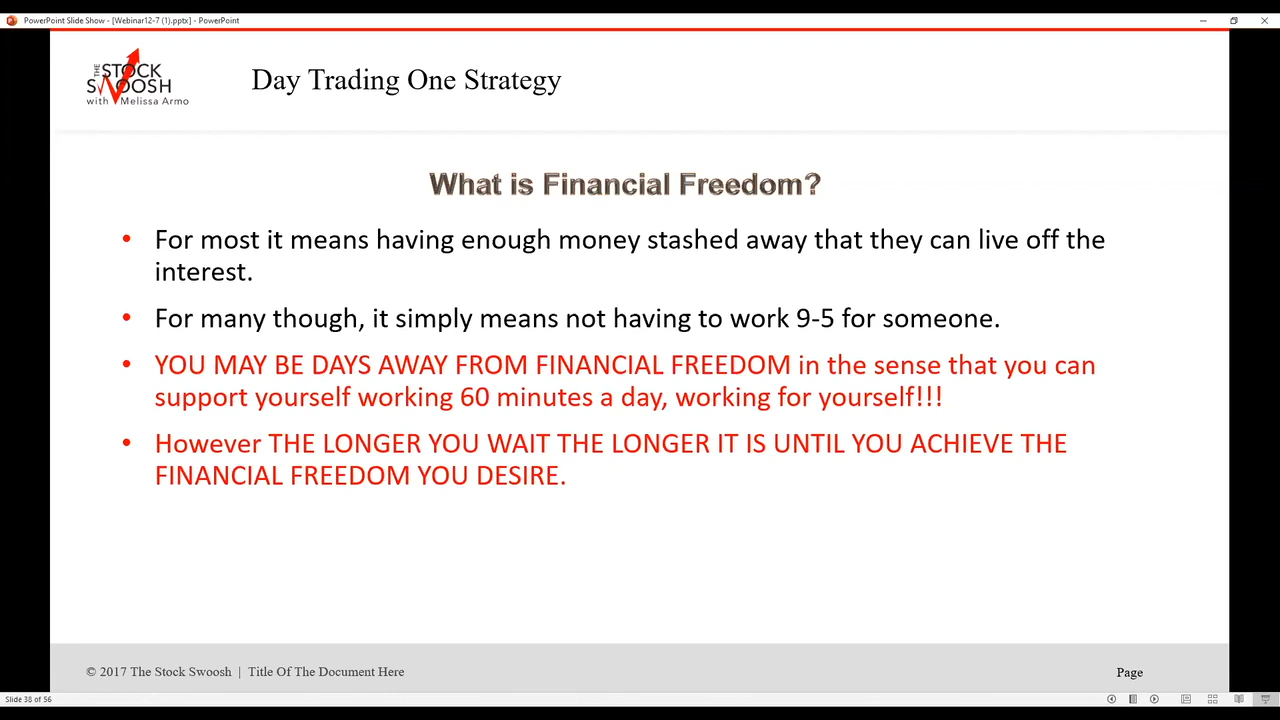 PowerPoint Slide Show - [Webinar12-7 (1).pptx] - PowerPoint
THE
STOCK
SWOOSH
with Melissa Armo
Day Trading One Strategy
What is Financial Freedom?
• For most it means having enough money stashed away that they can live off the
interest.
• For many though, it simply means not having to work 9-5 for someone.
• YOU MAY BE DAYS AWAY FROM FINANCIAL FREEDOM in the sense that you can
support yourself working 60 minutes a day, working for yourself!!!
• However THE LONGER YOU WAIT THE LONGER IT IS UNTIL YOU ACHIEVE THE
FINANCIAL FREEDOM YOU DESIRE.
© 2017 The Stock Swoosh | Title Of The Document Here
Page
Slide 38 of 56